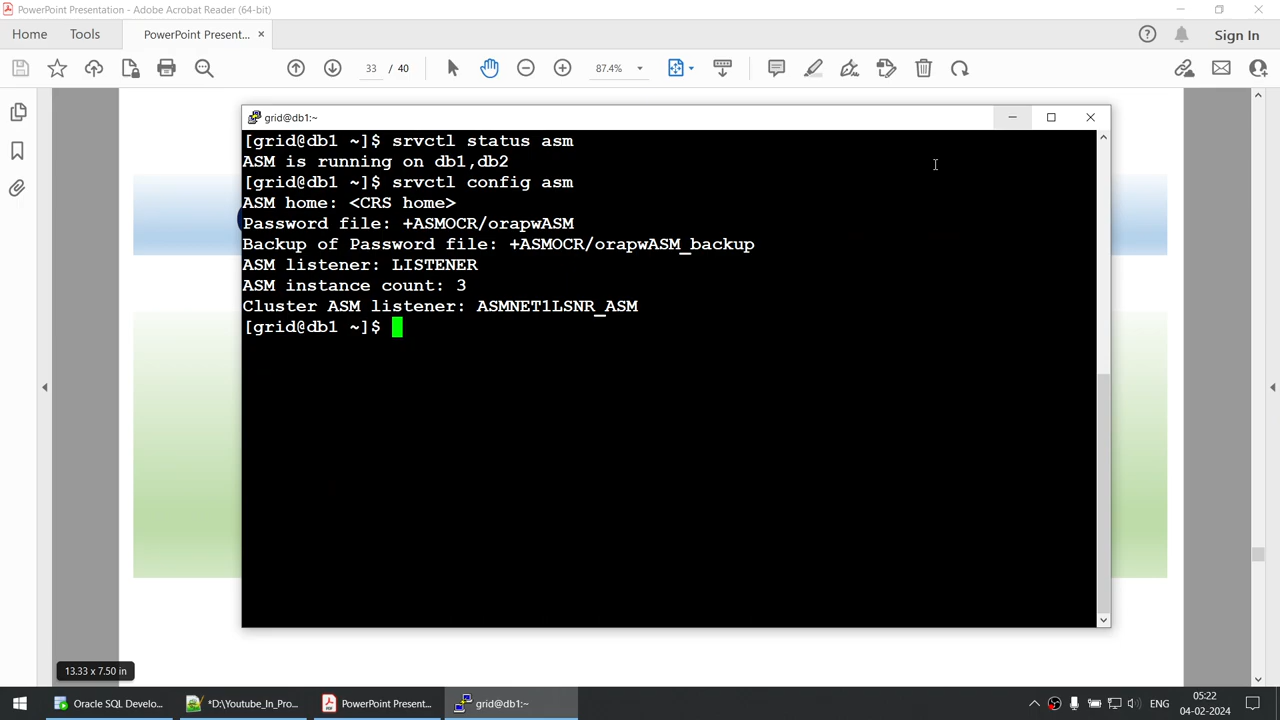 PowerPoint Presentation - Adobe Acrobat Reader (64-bit)
Home
Tools
PowerPoint Present...
Sign In
33 / 40
87.4%
grid@db1:~
[grid@db1 ~]$ srvctl status asm
ASM is running on db1,db2
[grid@db1 ~]$ srvctl config asm
ASM home: <CRS home>
Password file: +ASMOCR/orapwASM
Backup of Password file: +ASMOCR/orapwASM_backup
ASM listener: LISTENER
ASM instance count: 3
Cluster ASM listener: ASMNET1LSNR_ASM
[grid@db1 ~]$
13.33 x 7.50 in
Oracle SQL Develo...
*D:\Youtube_In_Pro...
PowerPoint Present...
grid@db1:~
ENG
05:22
04-02-2024